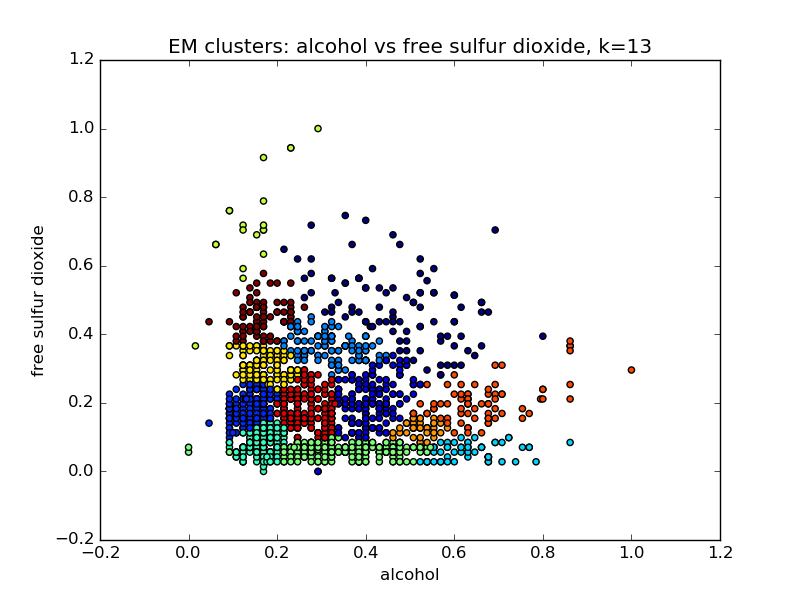 EM clusters: alcohol vs free sulfur dioxide, k=13
1.2
1.0
0.8
0.6
0.4
0.2
0.0
−0.2
free sulfur dioxide
−0.2 0.0 0.2 0.4 0.6 0.8 1.0 1.2
alcohol